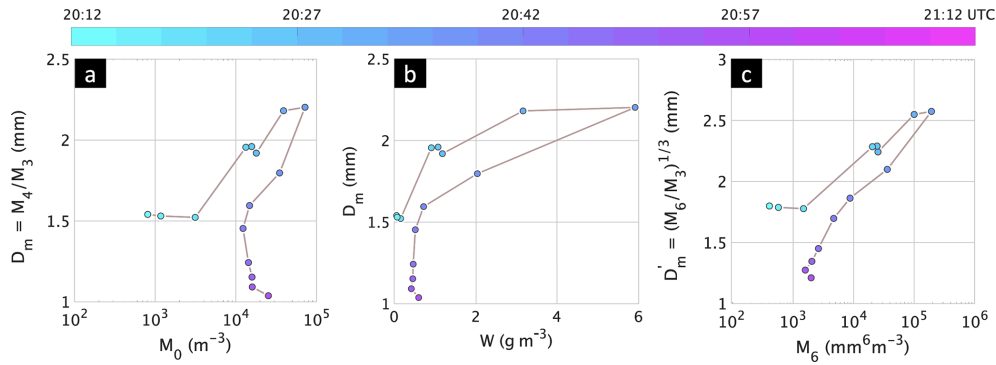 20:12 20:27 20:42 20:57 21:12 UTC
a
D_m = M_4/M_3 (mm)
2.5
2
1.5
1
10^2 10^3 10^4 10^5
M_0 (m^-3)
b
D_m (mm)
2.5
2
1.5
1
0 2 4 6
W (g m^-3)
c
D_m' = (M_6/M_3)^1/3 (mm)
3
2.5
2
1.5
1
10^2 10^3 10^4 10^5 10^6
M_6 (mm^6m^-3)